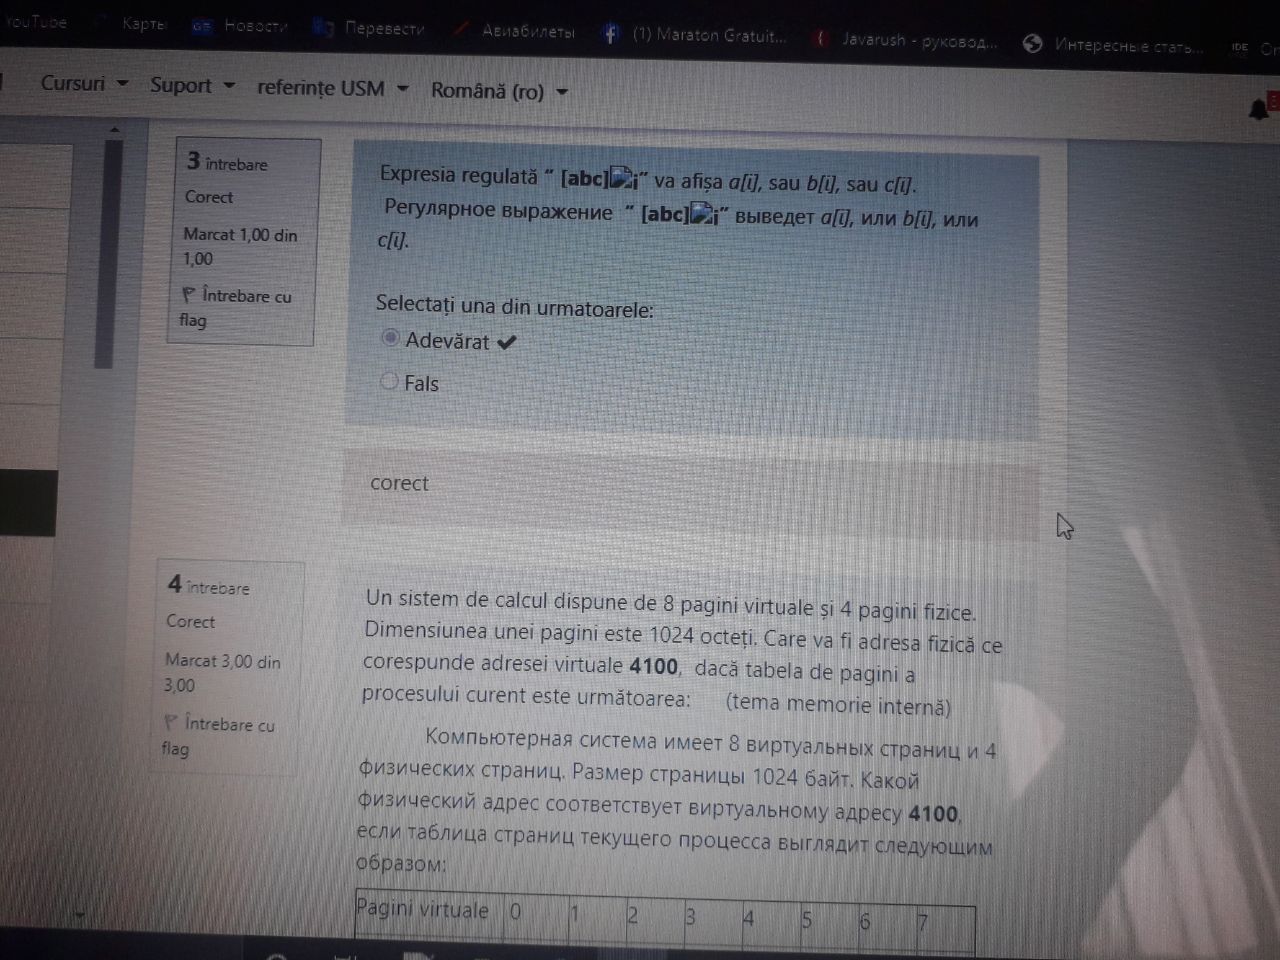 YouTube Карты Новости Перевести Авиабилеты (1) Maraton Gratuit... Javarush - руковод... Интересные стать... IDE
Cursuri Suport referințe USM Română (ro)
3 întrebare
Corect
Marcat 1,00 din
1,00
Întrebare cu
flag
Expresia regulată “ [abc]i” va afișa a[i], sau b[i], sau c[i].
Регулярное выражение “ [abc]i” выведет a[i], или b[i], или
c[i].
Selectați una din urmatoarele:
Adevărat
Fals
corect
4 întrebare
Corect
Marcat 3,00 din
3,00
Întrebare cu
flag
Un sistem de calcul dispune de 8 pagini virtuale și 4 pagini fizice.
Dimensiunea unei pagini este 1024 octeți. Care va fi adresa fizică ce
corespunde adresei virtuale 4100, dacă tabela de pagini a
procesului curent este următoarea: (tema memorie internă)
Компьютерная система имеет 8 виртуальных страниц и 4
физических страниц. Размер страницы 1024 байт. Какой
физический адрес соответствует виртуальному адресу 4100,
если таблица страниц текущего процесса выглядит следующим
образом:
Pagini virtuale 0 1 2 3 4 5 6 7